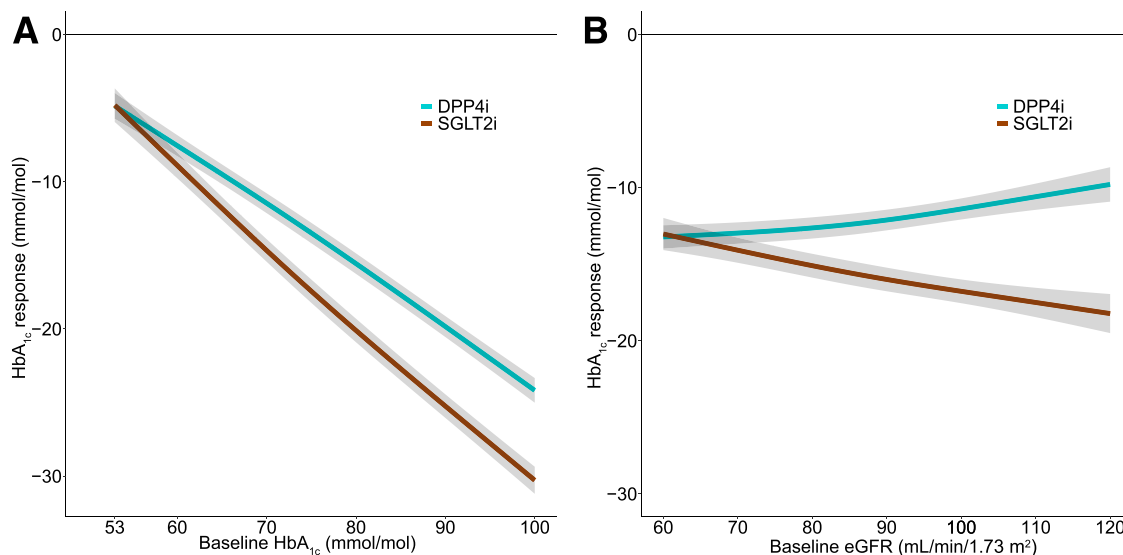 A
0
−10
−20
−30
HbA1c response (mmol/mol)
DPP4i
SGLT2i
53 60 70 80 90 100
Baseline HbA1c (mmol/mol)
B
0
−10
−20
−30
HbA1c response (mmol/mol)
DPP4i
SGLT2i
60 70 80 90 100 110 120
Baseline eGFR (mL/min/1.73 m²)